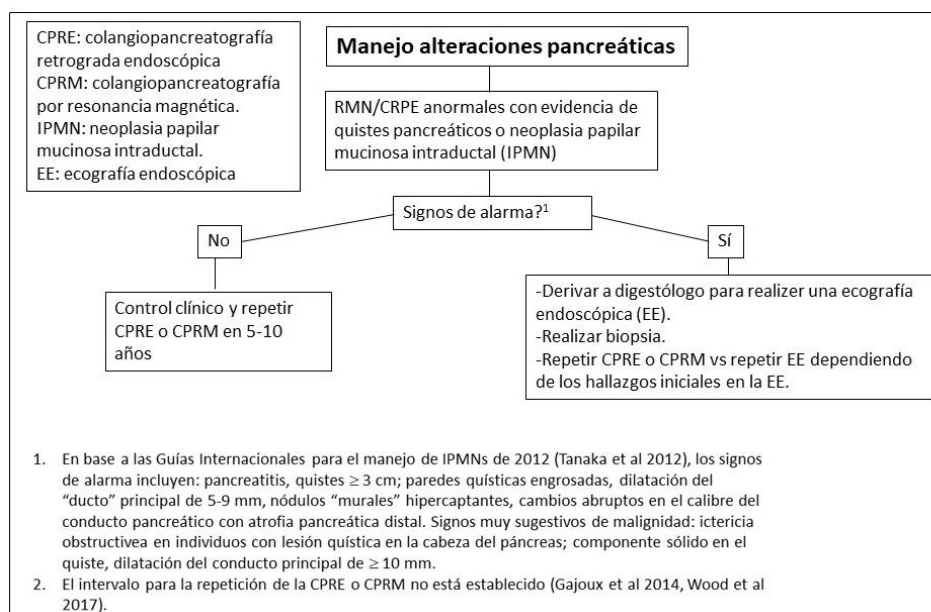 CPRE: colangiopancreatografía
retrograda endoscópica
CPRM: colangiopancreatografía
por resonancia magnética.
IPMN: neoplasia papilar
mucinosa intraductal.
EE: ecografía endoscópica
Manejo alteraciones pancreáticas
RMN/CRPE anormales con evidencia de
quistes pancreáticos o neoplasia papilar
mucinosa intraductal (IPMN)
Signos de alarma?¹
No
Sí
Control clínico y repetir
CPRE o CPRM en 5-10
años
-Derivar a digestólogo para realizer una ecografía
endoscópica (EE).
-Realizar biopsia.
-Repetir CPRE o CPRM vs repetir EE dependiendo
de los hallazgos iniciales en la EE.
1. En base a las Guías Internacionales para el manejo de IPMNs de 2012 (Tanaka et al 2012), los signos
de alarma incluyen: pancreatitis, quistes ≥ 3 cm; paredes quísticas engrosadas, dilatación del
“ducto” principal de 5-9 mm, nódulos “murales” hipercaptantes, cambios abruptos en el calibre del
conducto pancreático con atrofia pancreática distal. Signos muy sugestivos de malignidad: ictericia
obstructivea en individuos con lesión quística en la cabeza del páncreas; componente sólido en el
quiste, dilatación del conducto principal de ≥ 10 mm.
2. El intervalo para la repetición de la CPRE o CPRM no está establecido (Gajoux et al 2014, Wood et al
2017).